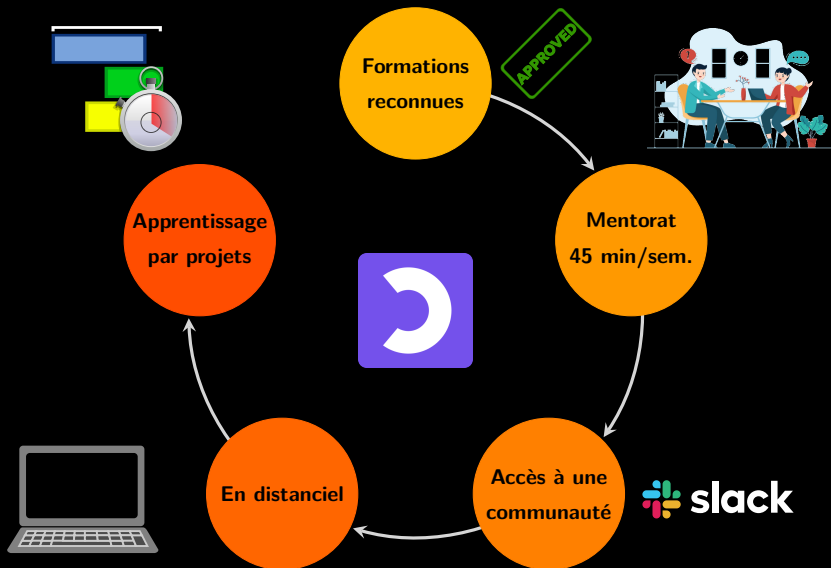 Formations
reconnues
APPROVED
Mentorat
45 min/sem.
Apprentissage
par projets
Accès à une
communauté
En distanciel
slack